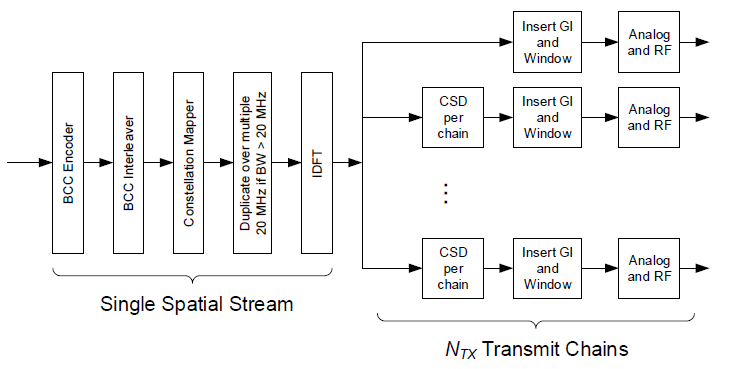 BCC Encoder
BCC Interleaver
Constellation Mapper
Duplicate over multiple
20 MHz if BW > 20 MHz
IDFT
Single Spatial Stream
Insert GI
and
Window
Analog
and RF
CSD
per
chain
Insert GI
and
Window
Analog
and RF
CSD
per
chain
Insert GI
and
Window
Analog
and RF
N_TX Transmit Chains